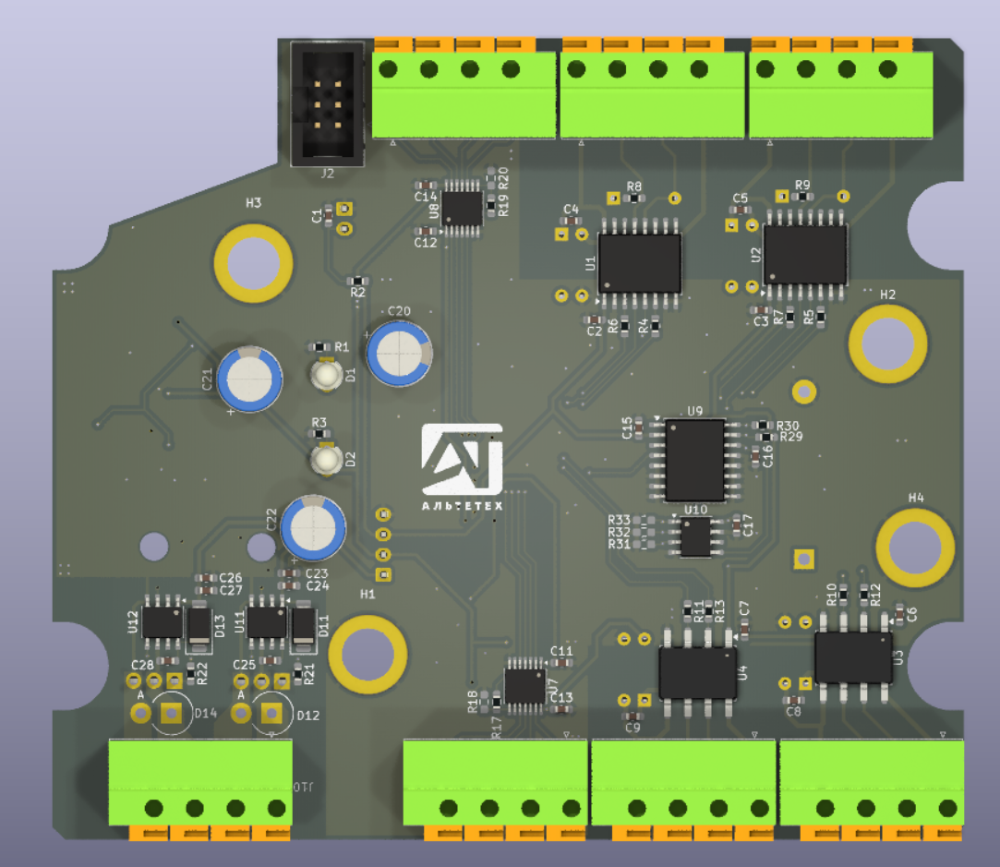 J2
R20
C14
U8
R19
C12
H3
C1
R2
R8
C4
U1
C2
R6
R4
R9
C5
U2
C3
R7
R5
H2
C20
C21
R1
D1
R3
D2
C22
АЛЬТЕТЕХ
U9
C15
R30
R29
C16
U10
R33
R32
R31
C17
H4
C26
C27
C23
C24
H1
U12
D13
U11
D11
C28
R22
C25
R21
A
D14
A
D12
C11
U7
R18
C13
R17
R11
R13
C7
U4
C9
R10
R12
C6
U3
C8
J10